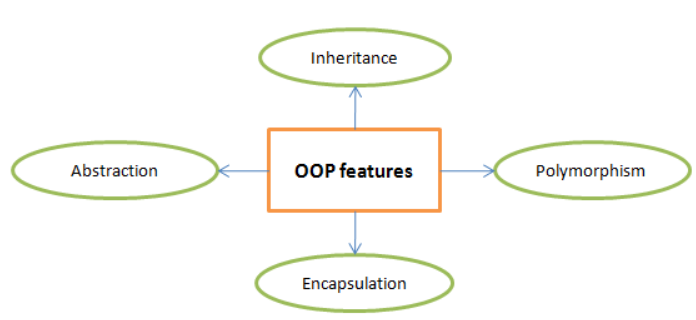 Inheritance
Abstraction
OOP features
Polymorphism
Encapsulation